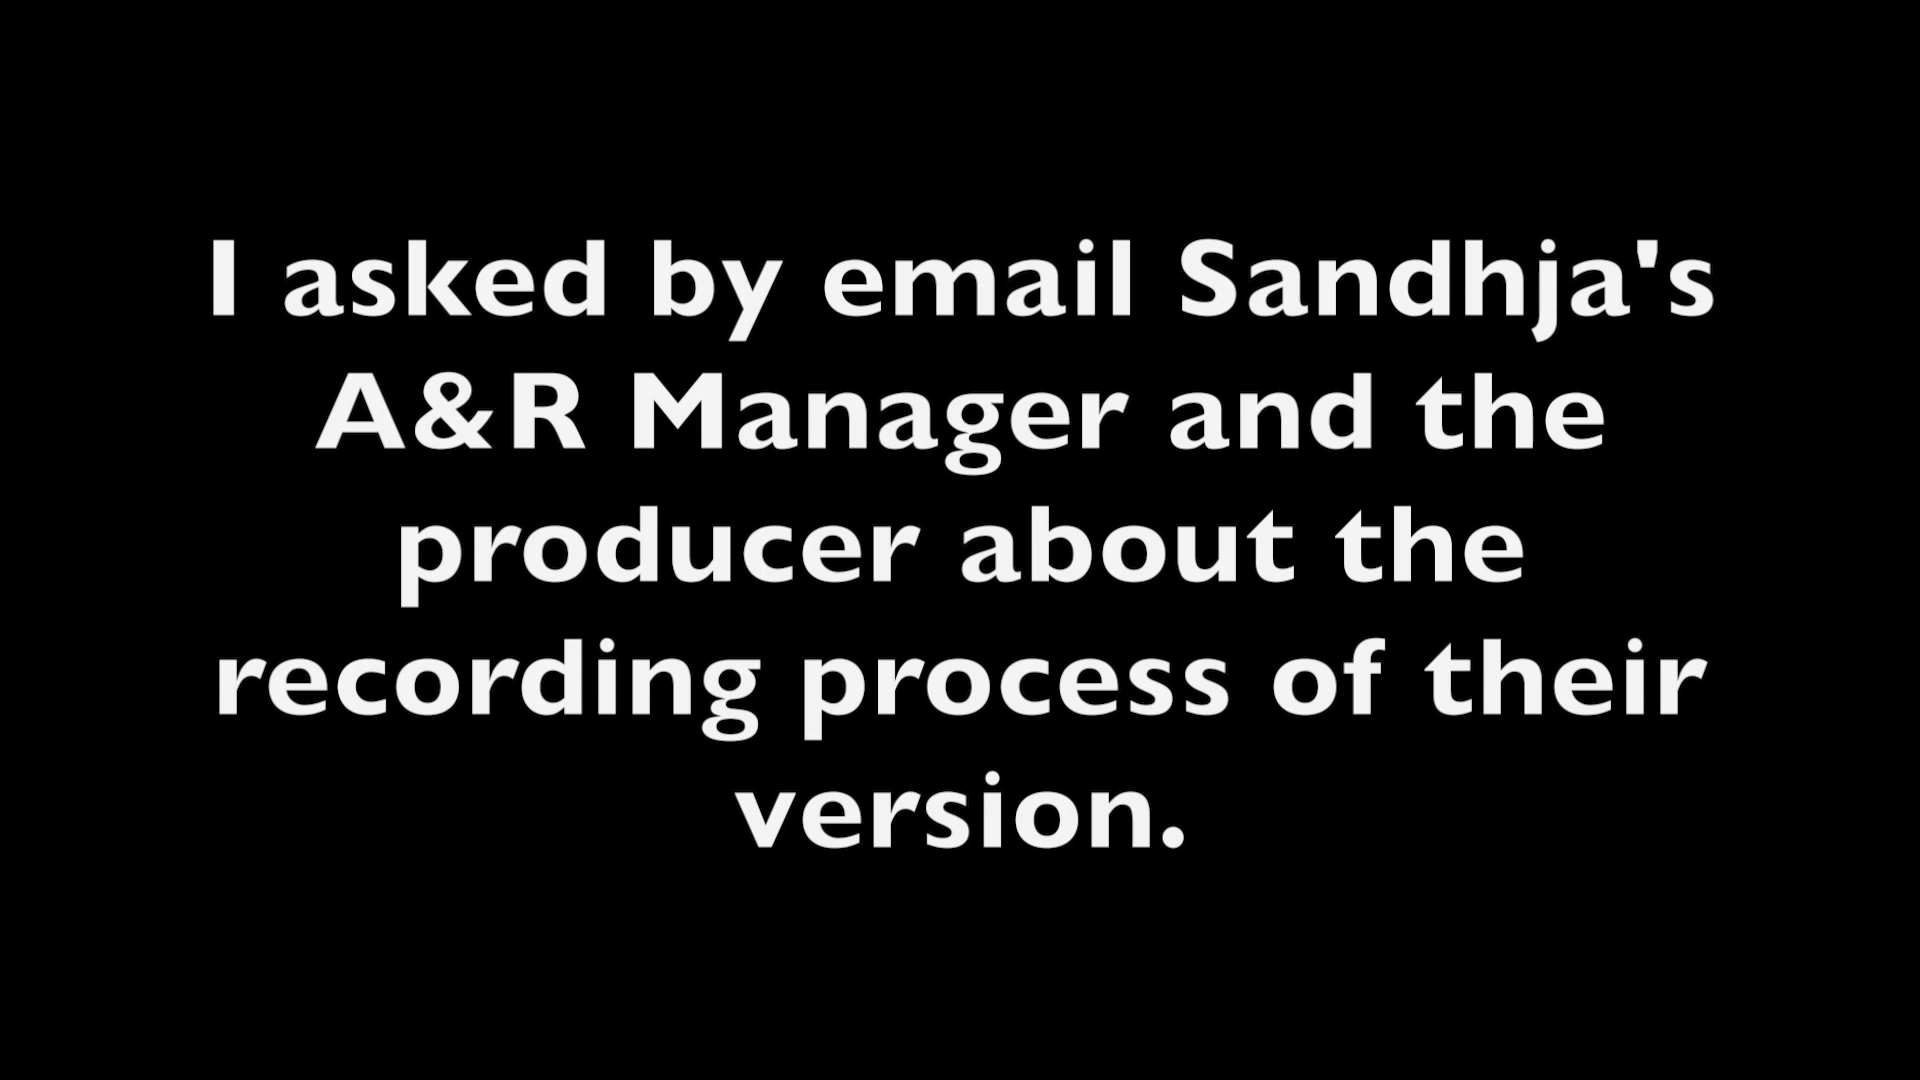 I asked by email Sandhja's
A&R Manager and the
producer about the
recording process of their
version.